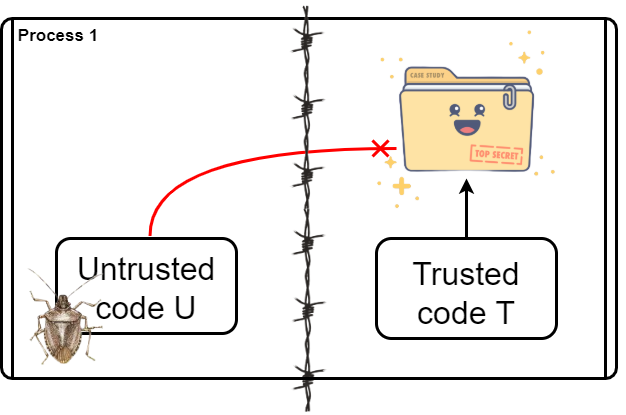 Process 1
CASE STUDY
TOP SECRET
Untrusted
code U
Trusted
code T